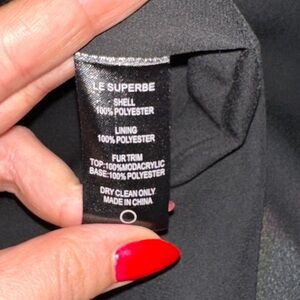 LE SUPERBE
SHELL
100% POLYESTER
LINING
100% POLYESTER
FUR TRIM
TOP:100%MODACRYLIC
BASE:100% POLYESTER
DRY CLEAN ONLY
MADE IN CHINA